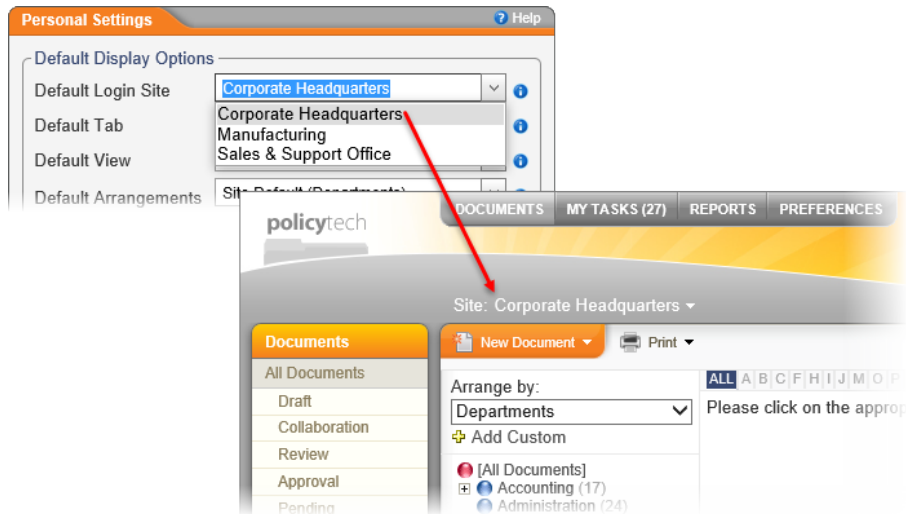 Personal Settings
Help
Default Display Options
Default Login Site
Corporate Headquarters
Corporate Headquarters
Default Tab
Manufacturing
Default View
Sales & Support Office
Default Arrangements
Site Default (Departments)
policytech
DOCUMENTS MY TASKS (27) REPORTS PREFERENCES
Site: Corporate Headquarters
Documents
New Document
Print
All Documents
Draft
Collaboration
Review
Approval
Pending
Arrange by:
Departments
Add Custom
[All Documents]
Accounting (17)
Administration (24)
ALL A B C F H I J M O P
Please click on the approp